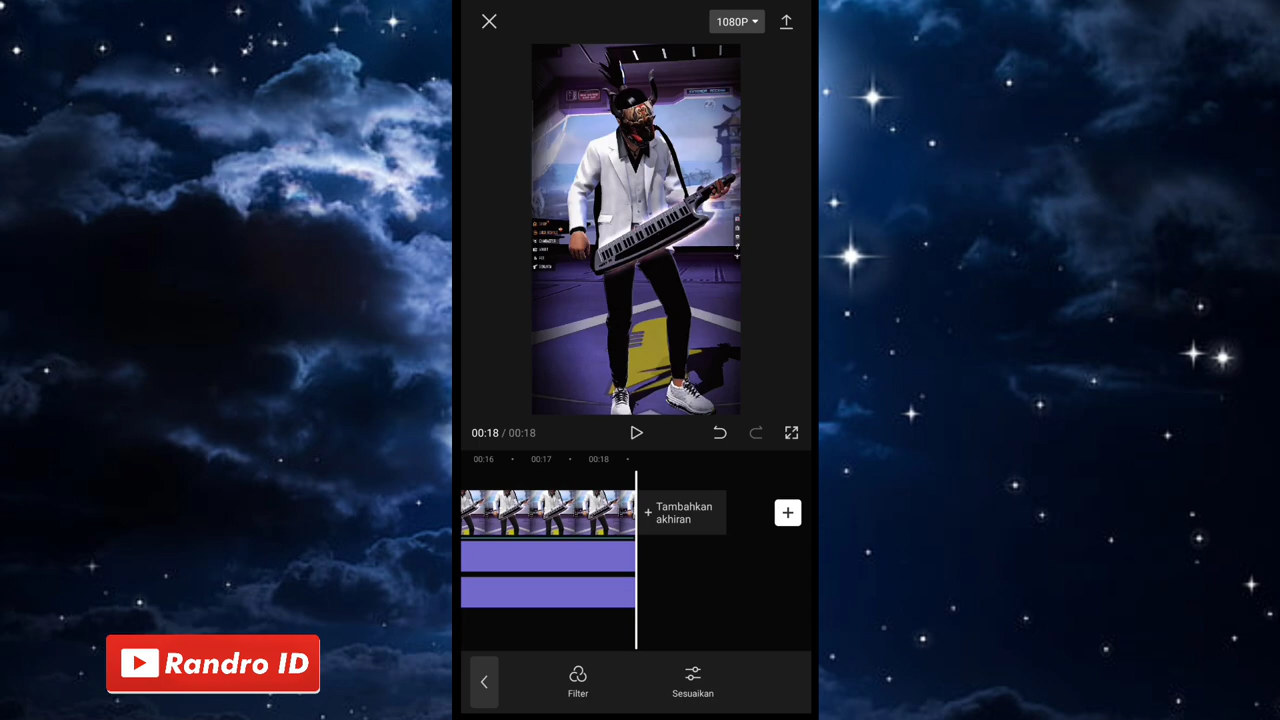 1080P
00:18 / 00:18
00:16
00:17
00:18
+ Tambahkan
akhiran
+
Filter
Sesuaikan
Randro ID